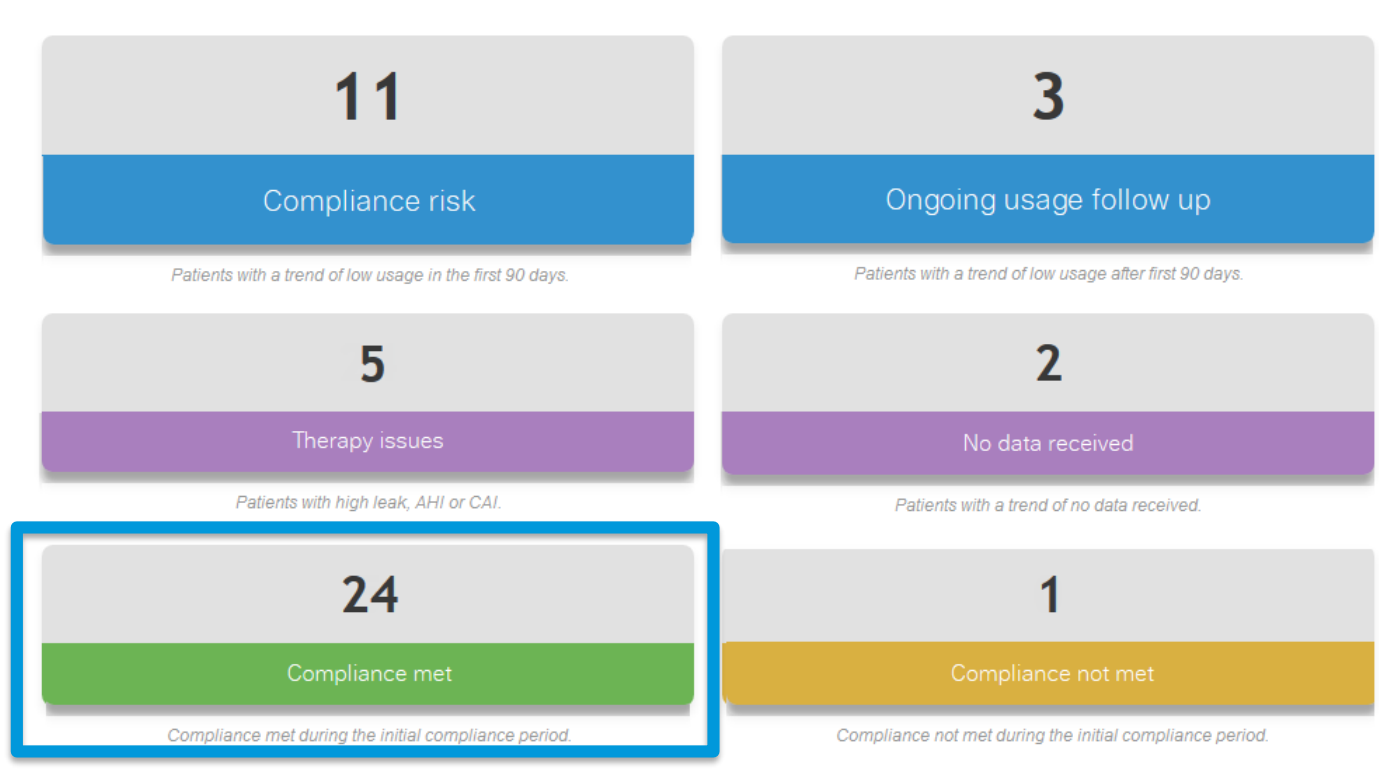 11
Compliance risk
Patients with a trend of low usage in the first 90 days.
3
Ongoing usage follow up
Patients with a trend of low usage after first 90 days.
5
Therapy issues
Patients with high leak, AHI or CAI.
2
No data received
Patients with a trend of no data received.
24
Compliance met
Compliance met during the initial compliance period.
1
Compliance not met
Compliance not met during the initial compliance period.